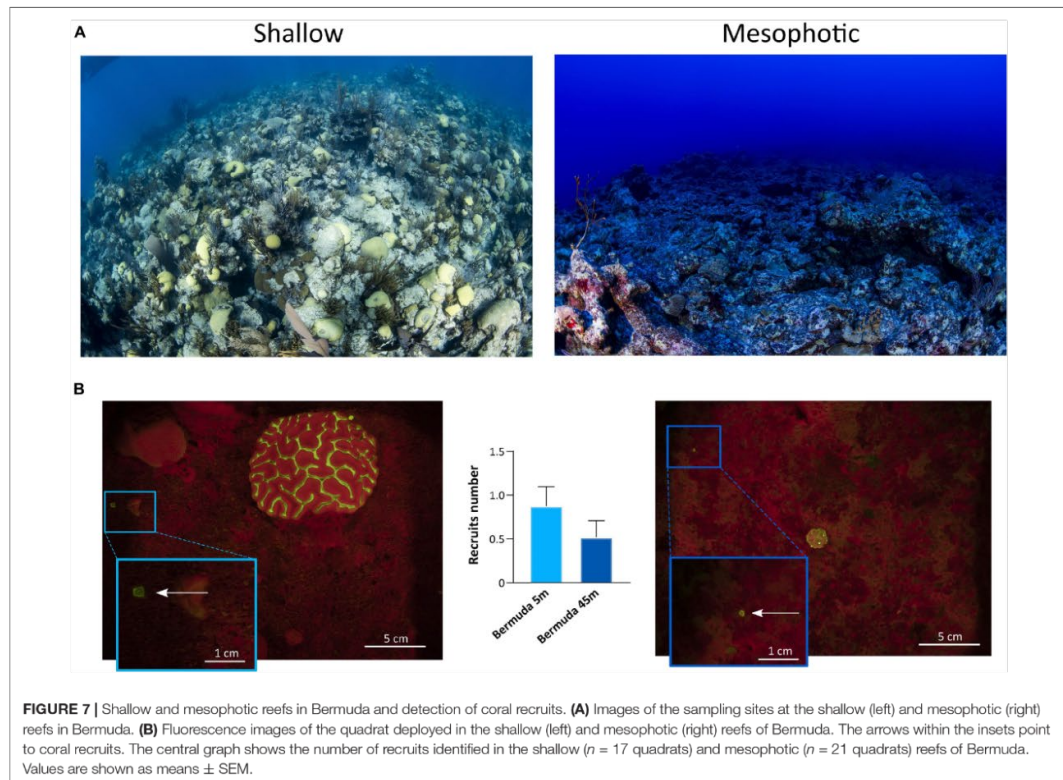 A
Shallow
Mesophotic
B
1.5
1.0
0.5
0
Recruits number
Bermuda 5m
Bermuda 45m
1 cm
5 cm
1 cm
5 cm
FIGURE 7 | Shallow and mesophotic reefs in Bermuda and detection of coral recruits. (A) Images of the sampling sites at the shallow (left) and mesophotic (right)
reefs in Bermuda. (B) Fluorescence images of the quadrat deployed in the shallow (left) and mesophotic (right) reefs of Bermuda. The arrows within the insets point
to coral recruits. The central graph shows the number of recruits identified in the shallow (n = 17 quadrats) and mesophotic (n = 21 quadrats) reefs of Bermuda.
Values are shown as means ± SEM.